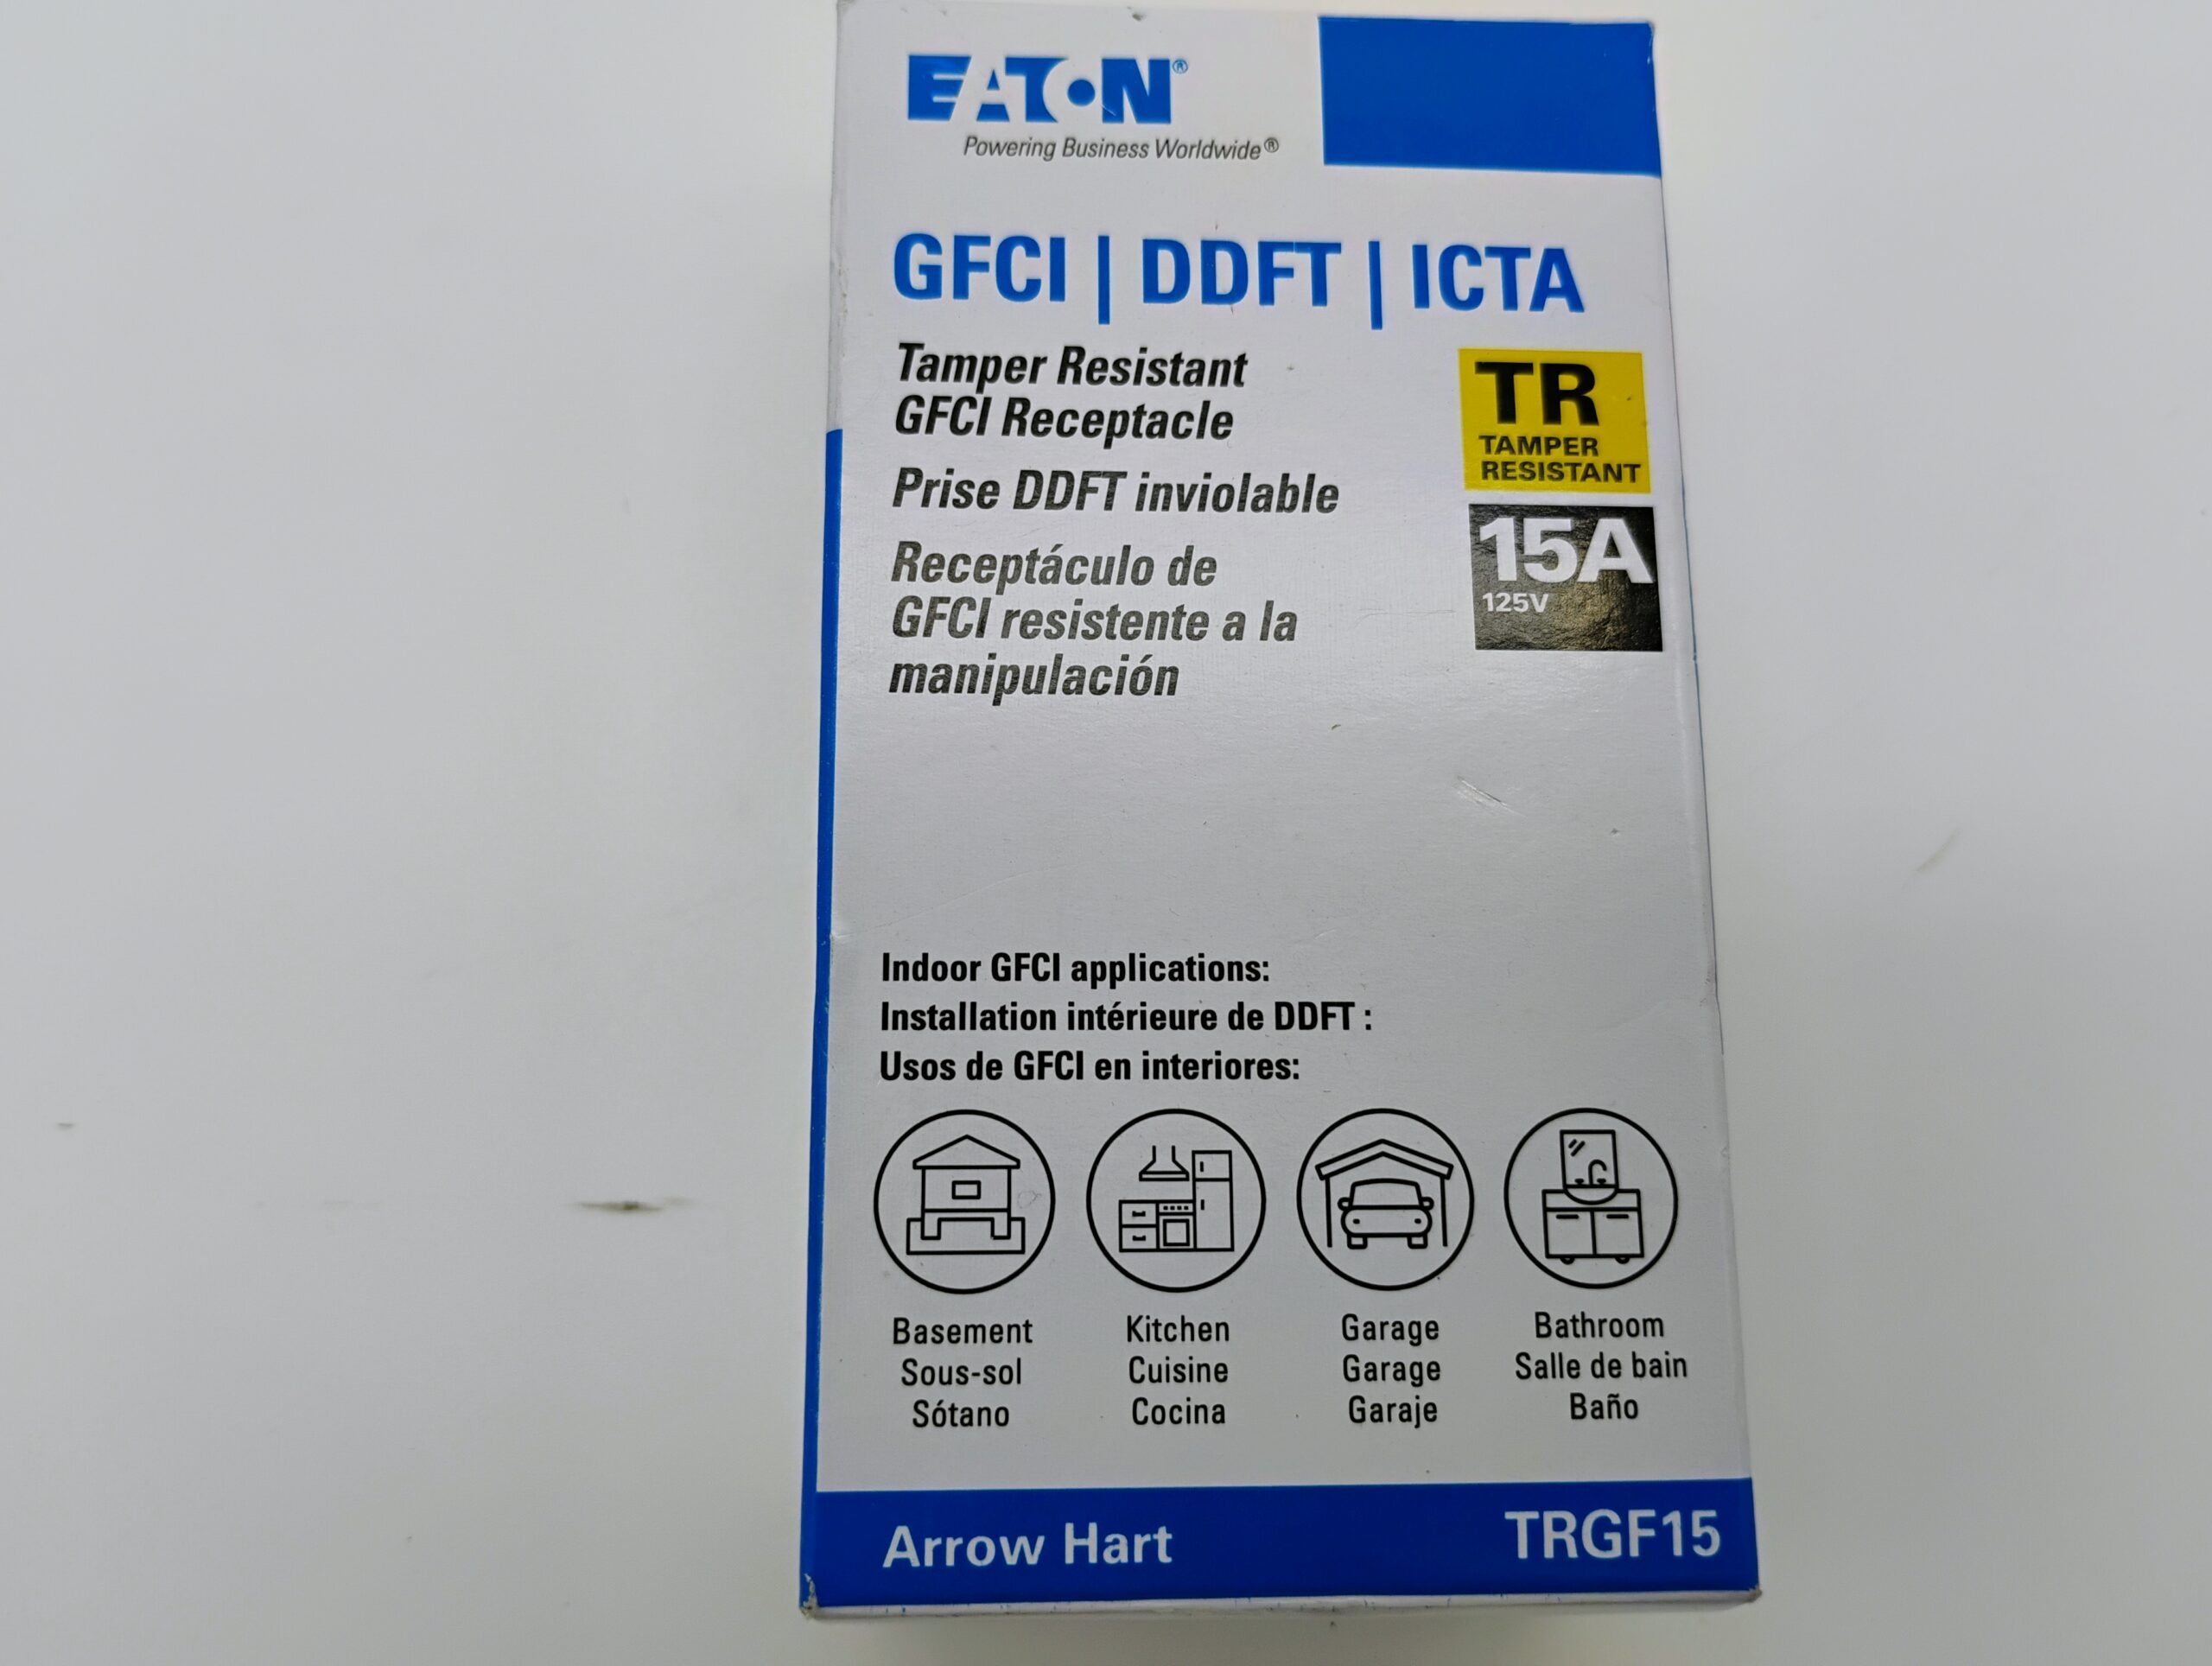 EATON®
Powering Business Worldwide®
GFCI | DDFT | ICTA
Tamper Resistant
GFCI Receptacle
Prise DDFT inviolable
Receptáculo de
GFCI resistente a la
manipulación
TR
TAMPER
RESISTANT
15A
125V
Indoor GFCI applications:
Installation intérieure de DDFT :
Usos de GFCI en interiores:
Basement
Sous-sol
Sótano
Kitchen
Cuisine
Cocina
Garage
Garage
Garaje
Bathroom
Salle de bain
Baño
Arrow Hart
TRGF15